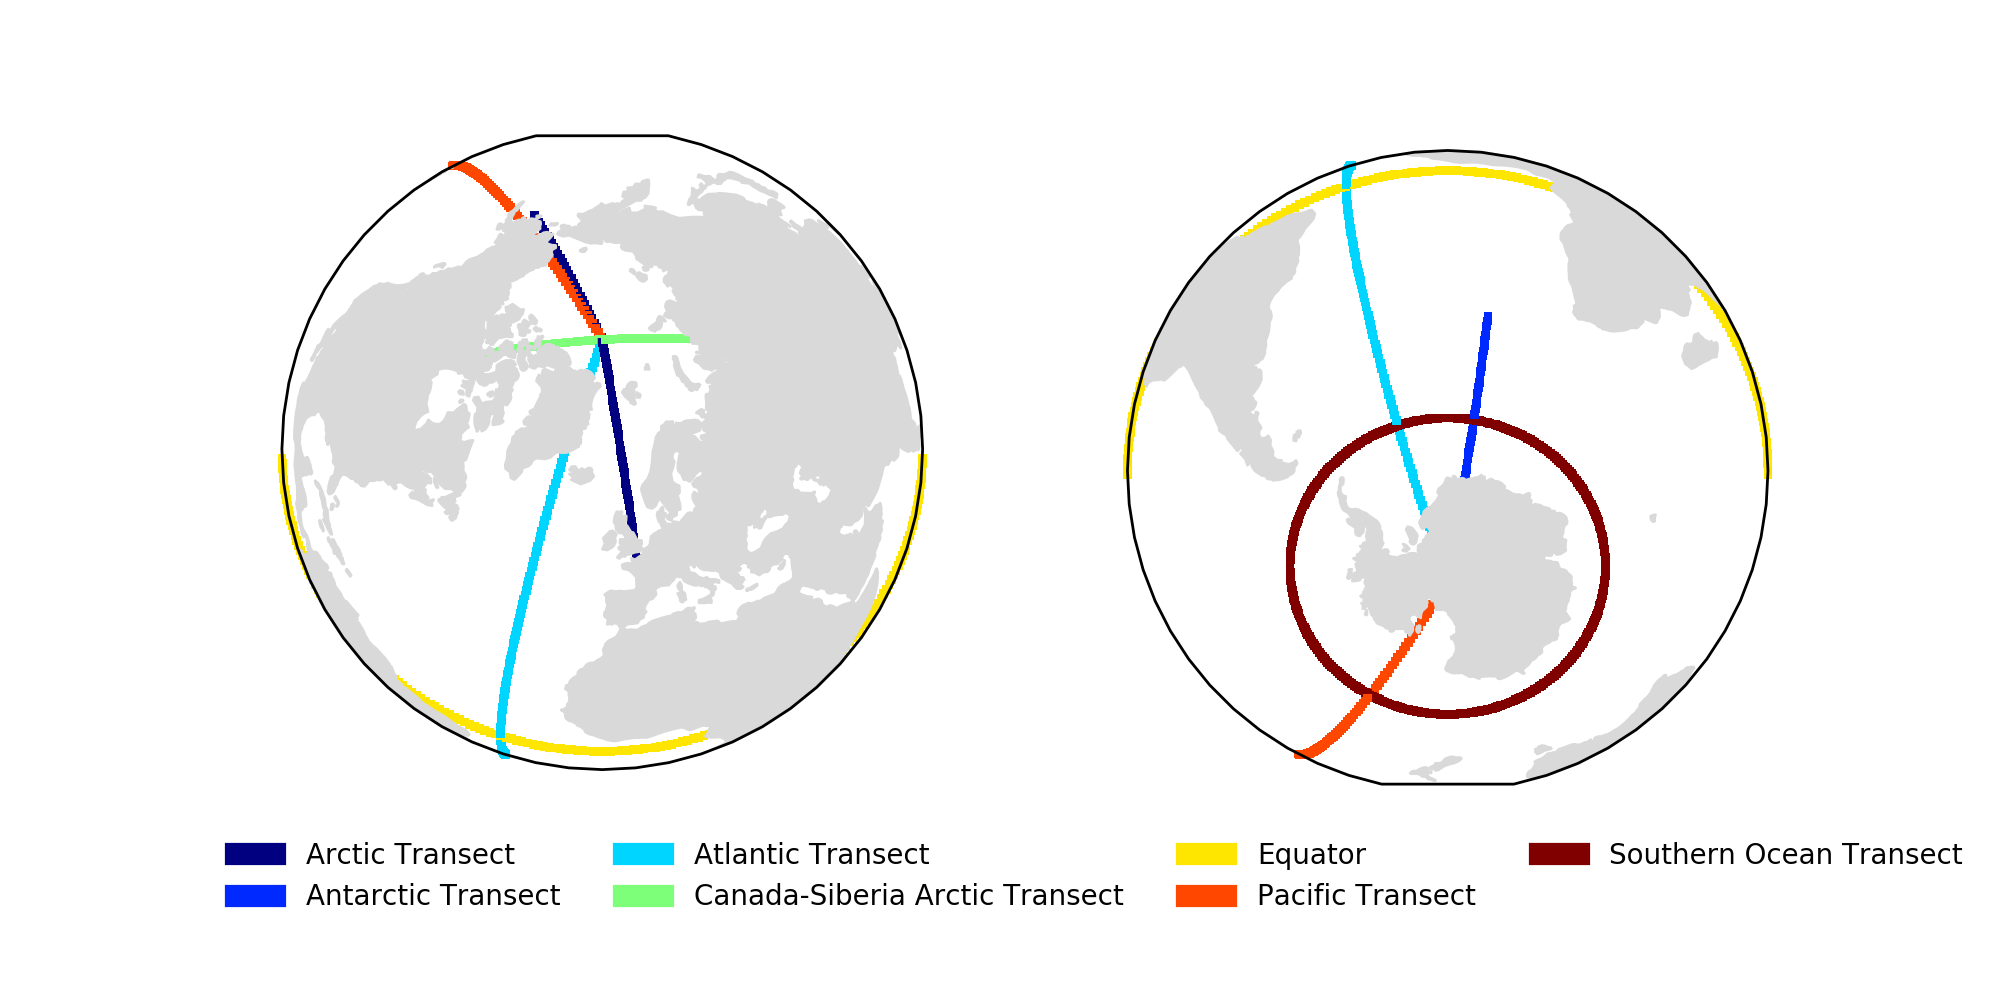 Arctic Transect
Antarctic Transect
Atlantic Transect
Canada-Siberia Arctic Transect
Equator
Pacific Transect
Southern Ocean Transect